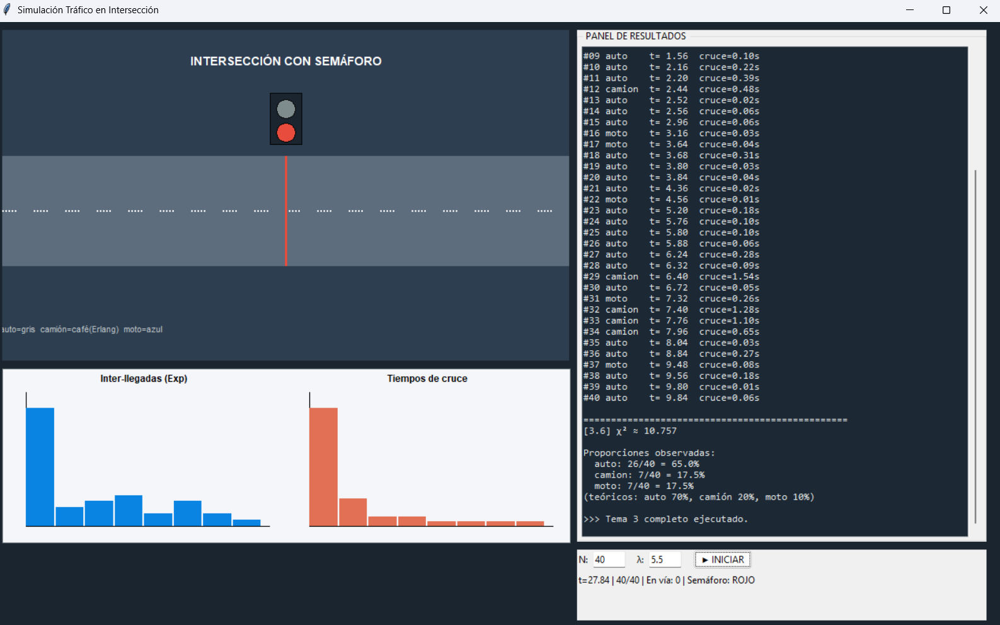 Simulación Tráfico en Intersección
INTERSECCIÓN CON SEMÁFORO
auto=gris  camión=café(Erlang)  moto=azul
Inter-llegadas (Exp)
Tiempos de cruce
PANEL DE RESULTADOS
#09 auto    t= 1.56  cruce=0.10s
#10 auto    t= 2.16  cruce=0.22s
#11 auto    t= 2.20  cruce=0.39s
#12 camion  t= 2.44  cruce=0.48s
#13 auto    t= 2.52  cruce=0.02s
#14 auto    t= 2.56  cruce=0.06s
#15 auto    t= 2.96  cruce=0.06s
#16 moto    t= 3.16  cruce=0.03s
#17 moto    t= 3.64  cruce=0.04s
#18 auto    t= 3.68  cruce=0.31s
#19 auto    t= 3.80  cruce=0.03s
#20 auto    t= 3.84  cruce=0.04s
#21 auto    t= 4.36  cruce=0.02s
#22 moto    t= 4.56  cruce=0.01s
#23 auto    t= 5.20  cruce=0.18s
#24 auto    t= 5.76  cruce=0.10s
#25 auto    t= 5.80  cruce=0.10s
#26 auto    t= 5.88  cruce=0.06s
#27 auto    t= 6.24  cruce=0.28s
#28 auto    t= 6.32  cruce=0.09s
#29 camion  t= 6.40  cruce=1.54s
#30 auto    t= 6.72  cruce=0.05s
#31 moto    t= 7.32  cruce=0.26s
#32 camion  t= 7.40  cruce=1.28s
#33 camion  t= 7.76  cruce=1.10s
#34 camion  t= 7.96  cruce=0.65s
#35 auto    t= 8.04  cruce=0.03s
#36 auto    t= 8.84  cruce=0.27s
#37 moto    t= 9.48  cruce=0.08s
#38 auto    t= 9.56  cruce=0.18s
#39 auto    t= 9.80  cruce=0.01s
#40 auto    t= 9.84  cruce=0.06s
================================================
[3.6] χ² ≈ 10.757
Proporciones observadas:
auto: 26/40 = 65.0%
camion: 7/40 = 17.5%
moto: 7/40 = 17.5%
(teóricos: auto 70%, camión 20%, moto 10%)
>>> Tema 3 completo ejecutado.
N: 40 λ: 5.5 ► INICIAR
t=27.84 | 40/40 | En vía: 0 | Semáforo: ROJO